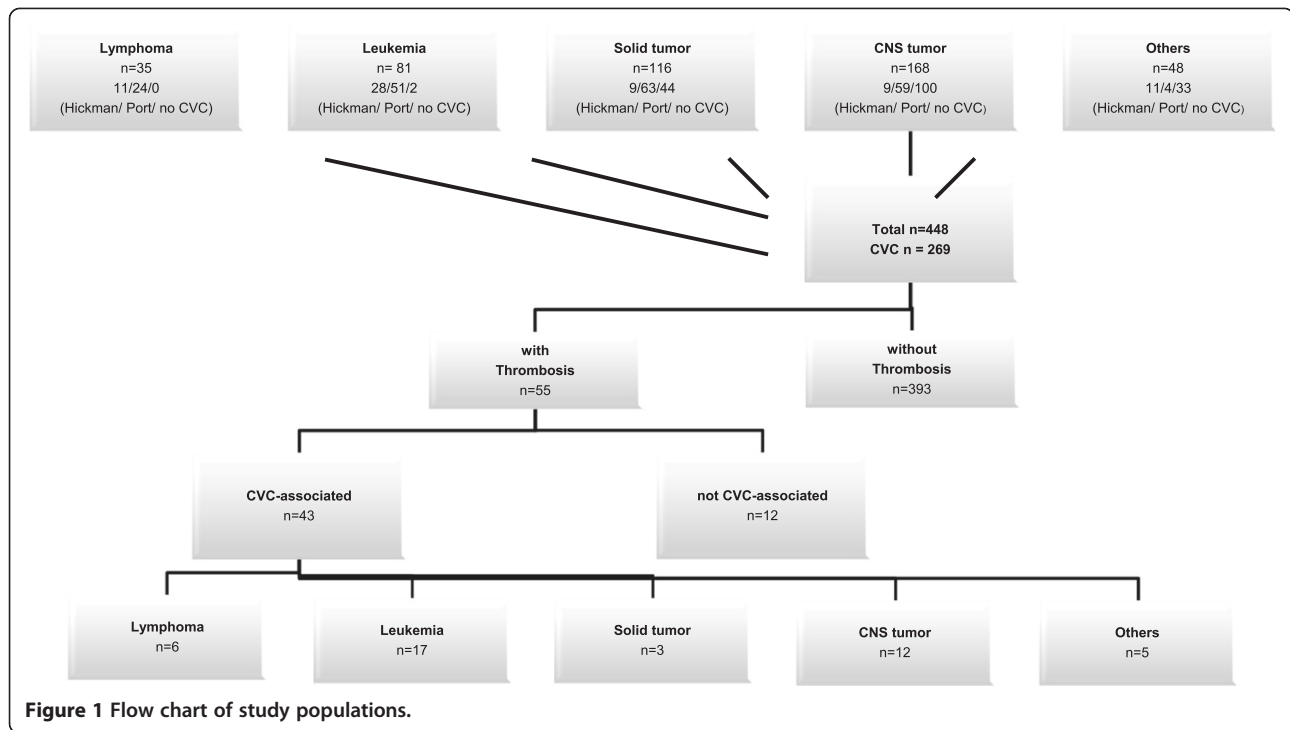 Lymphoma
n=35
11/24/0
(Hickman/ Port/ no CVC)
Leukemia
n= 81
28/51/2
(Hickman/ Port/ no CVC)
Solid tumor
n=116
9/63/44
(Hickman/ Port/ no CVC)
CNS tumor
n=168
9/59/100
(Hickman/ Port/ no CVC)
Others
n=48
11/4/33
(Hickman/ Port/ no CVC)
Total n=448
CVC n = 269
with
Thrombosis
n=55
without
Thrombosis
n=393
CVC-associated
n=43
not CVC-associated
n=12
Lymphoma
n=6
Leukemia
n=17
Solid tumor
n=3
CNS tumor
n=12
Others
n=5
Figure 1 Flow chart of study populations.